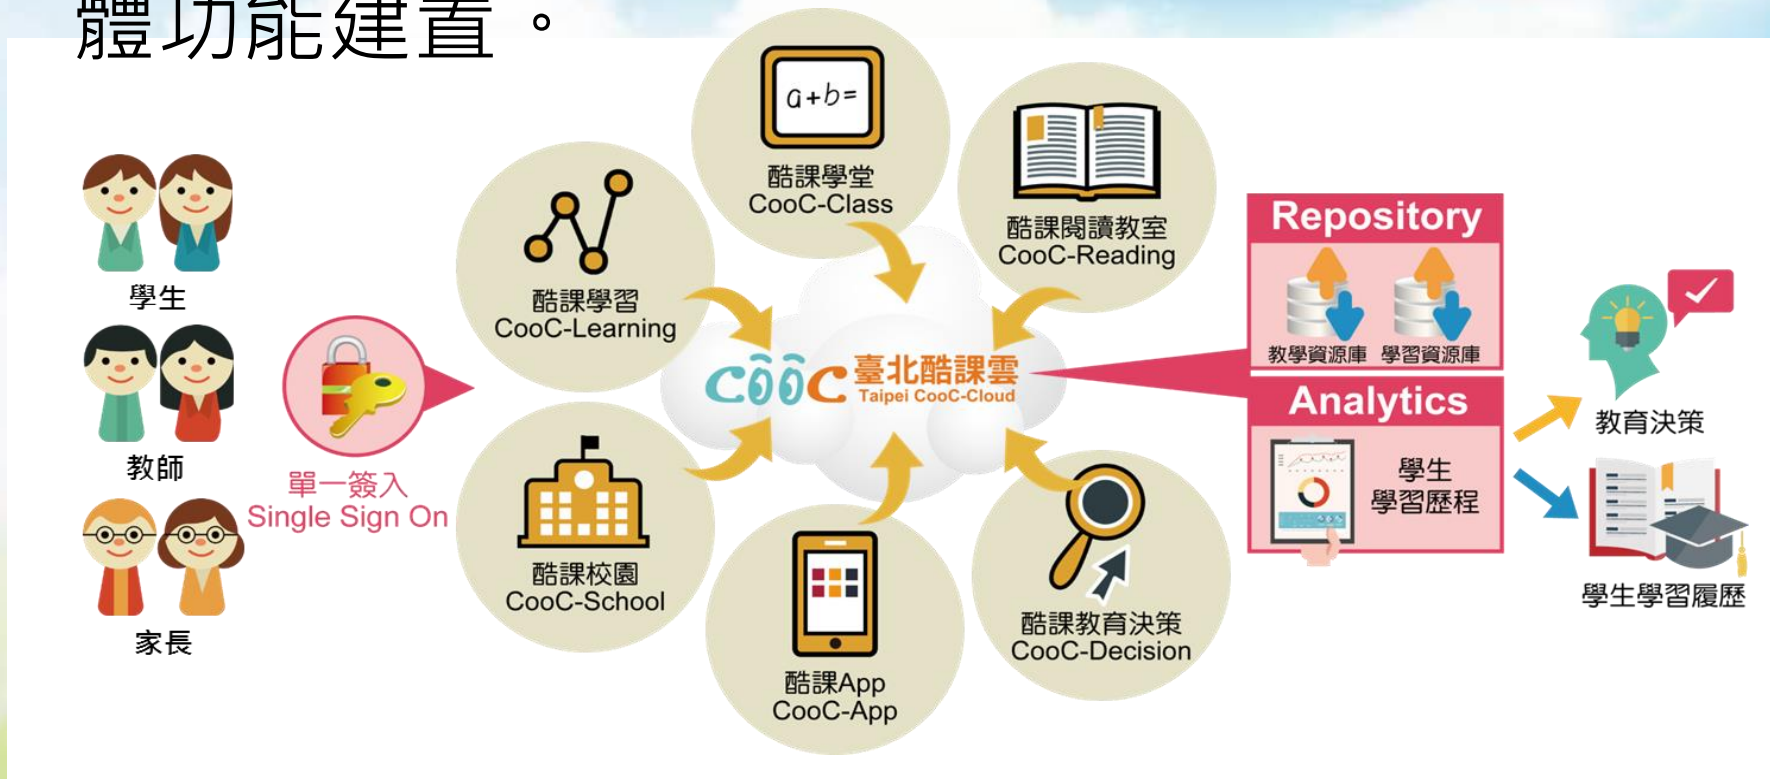 體功能建置。
學生
教師
家長
單一簽入
Single Sign On
酷課學習
CooC-Learning
a+b=
酷課學堂
CooC-Class
酷課閱讀教室
CooC-Reading
酷課校園
CooC-School
酷課App
CooC-App
酷課教育決策
CooC-Decision
CooC 臺北酷課雲
Taipei CooC-Cloud
Repository
教學資源庫 學習資源庫
Analytics
學生
學習歷程
教育決策
學生學習履歷